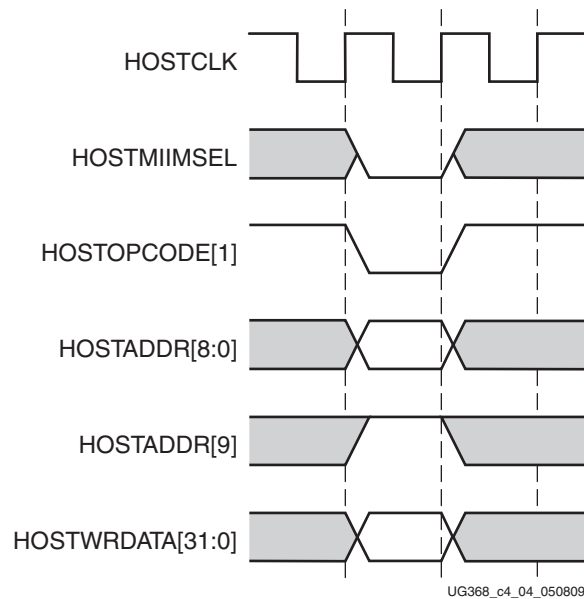 HOSTCLK
HOSTMIIMSEL
HOSTOPCODE[1]
HOSTADDR[8:0]
HOSTADDR[9]
HOSTWRDATA[31:0]
UG368_c4_04_050809